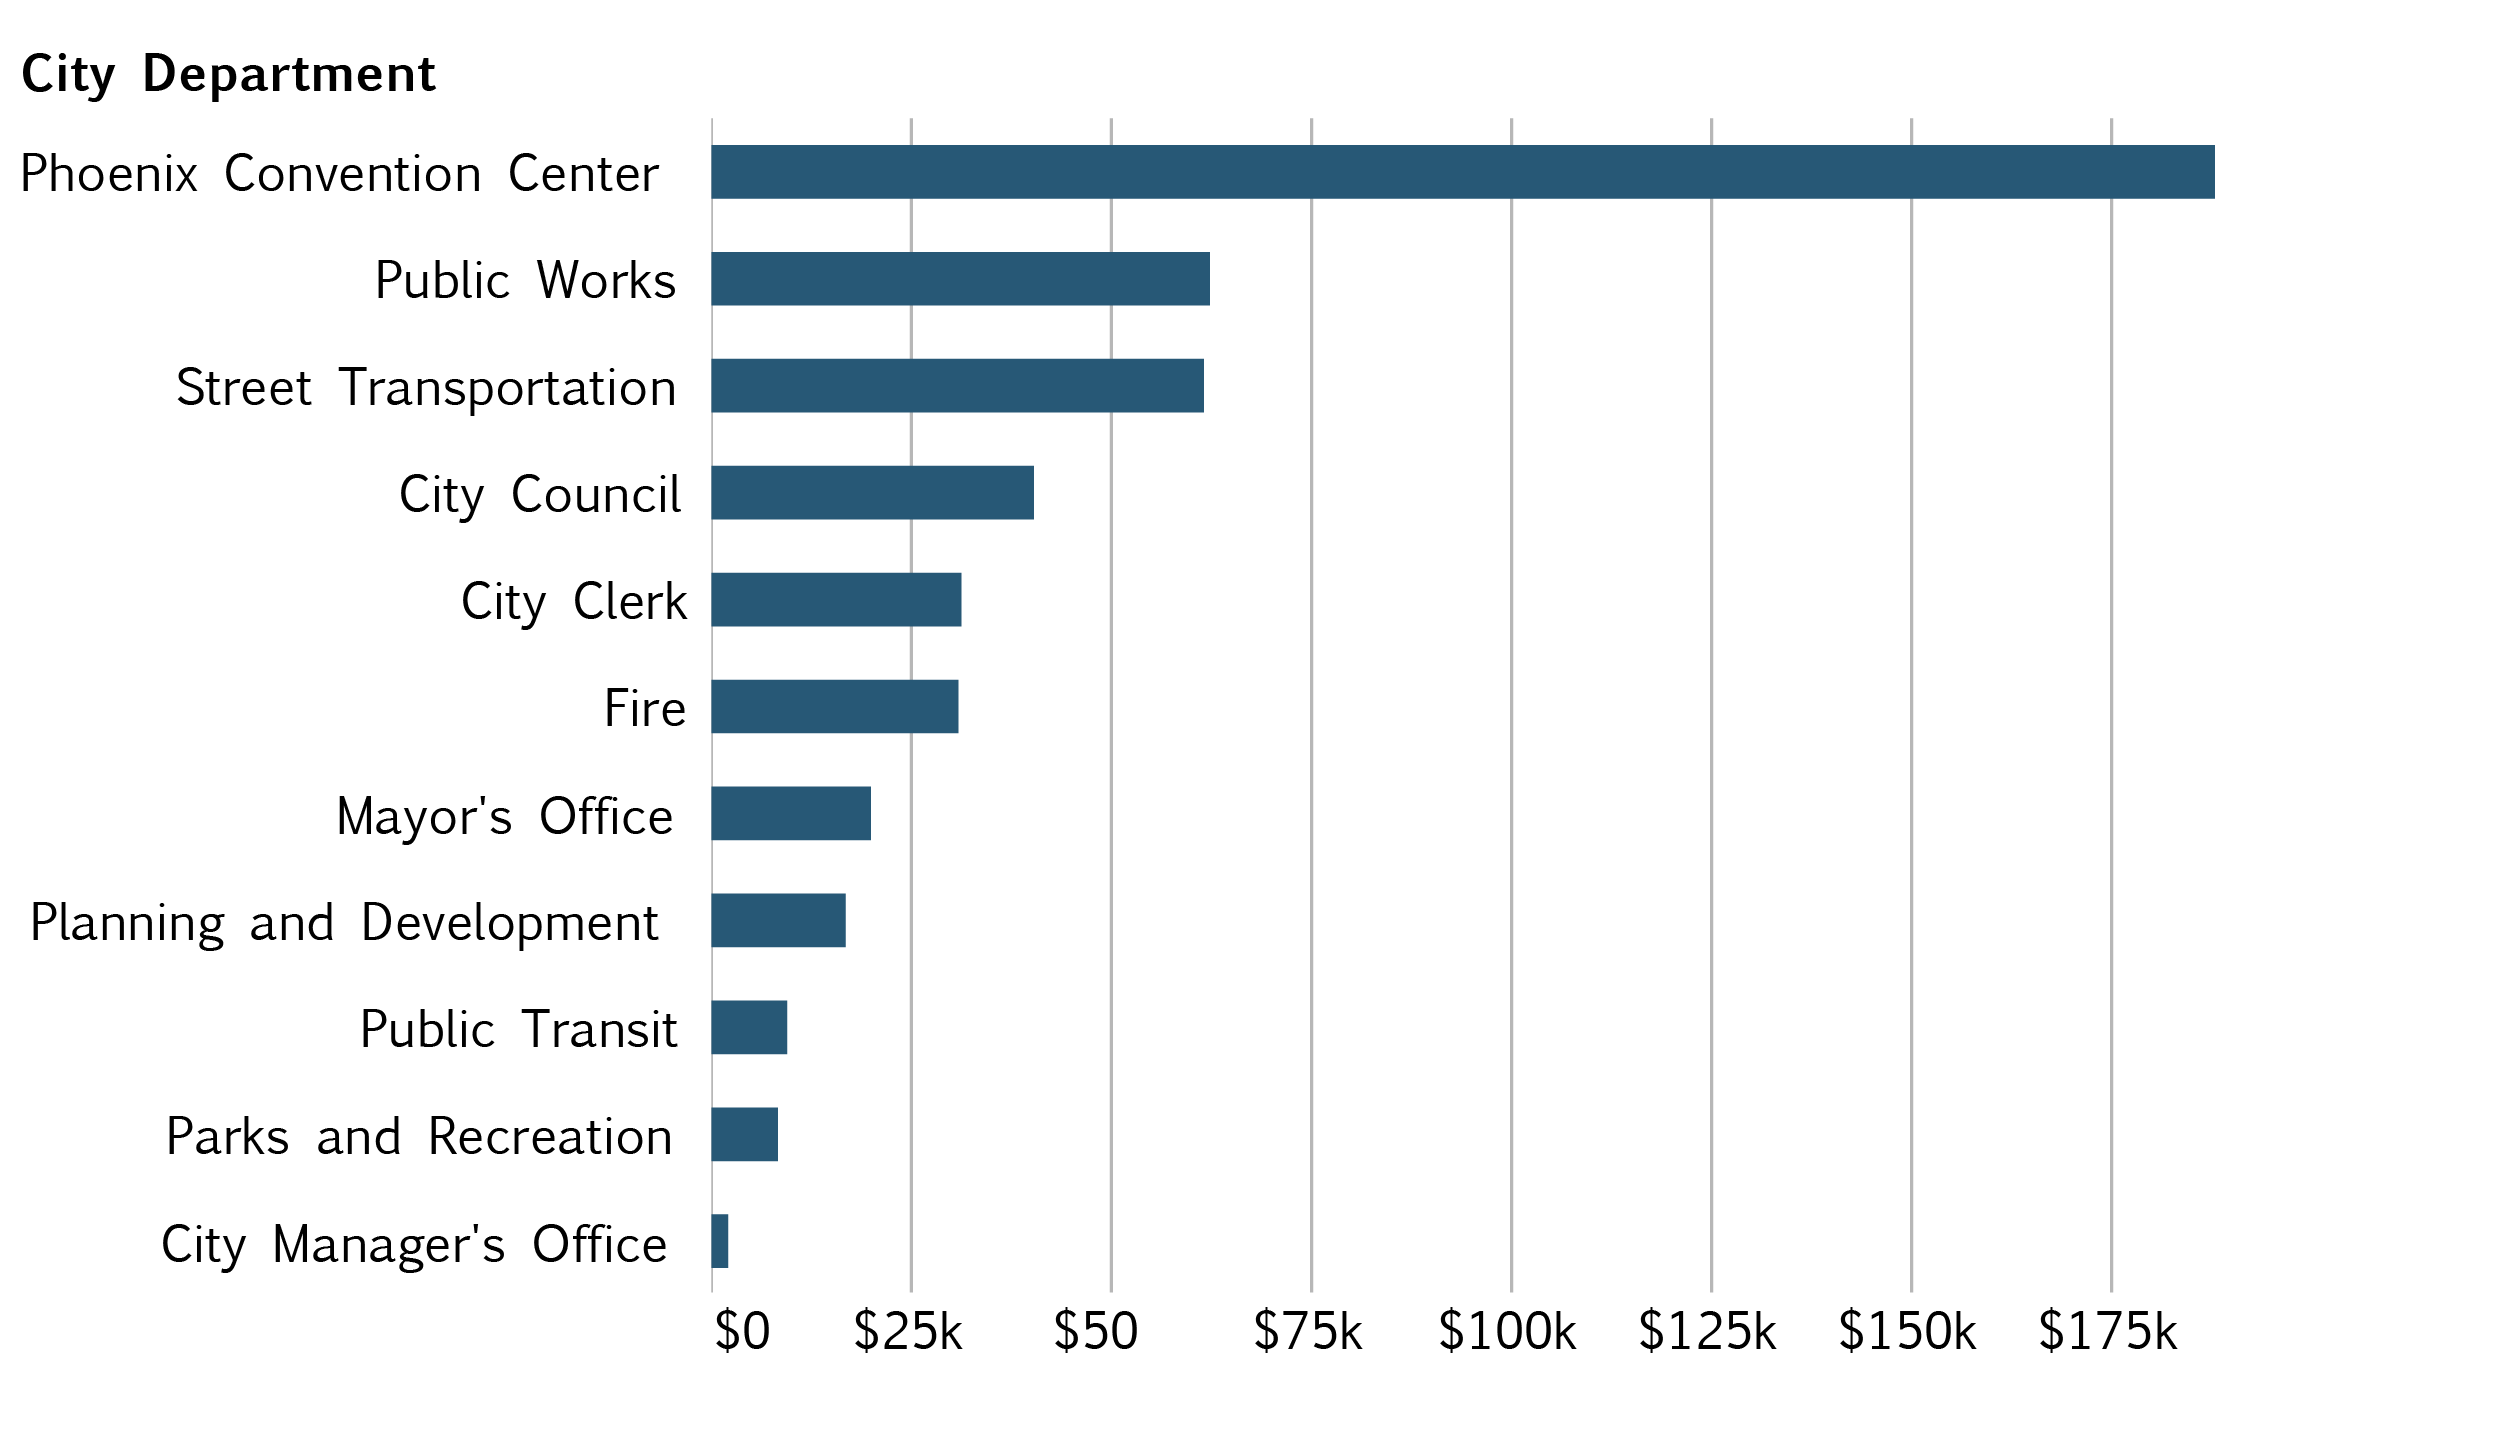 City Department
Phoenix Convention Center
Public Works
Street Transportation
City Council
City Clerk
Fire
Mayor's Office
Planning and Development
Public Transit
Parks and Recreation
City Manager's Office
$0 $25k $50 $75k $100k $125k $150k $175k